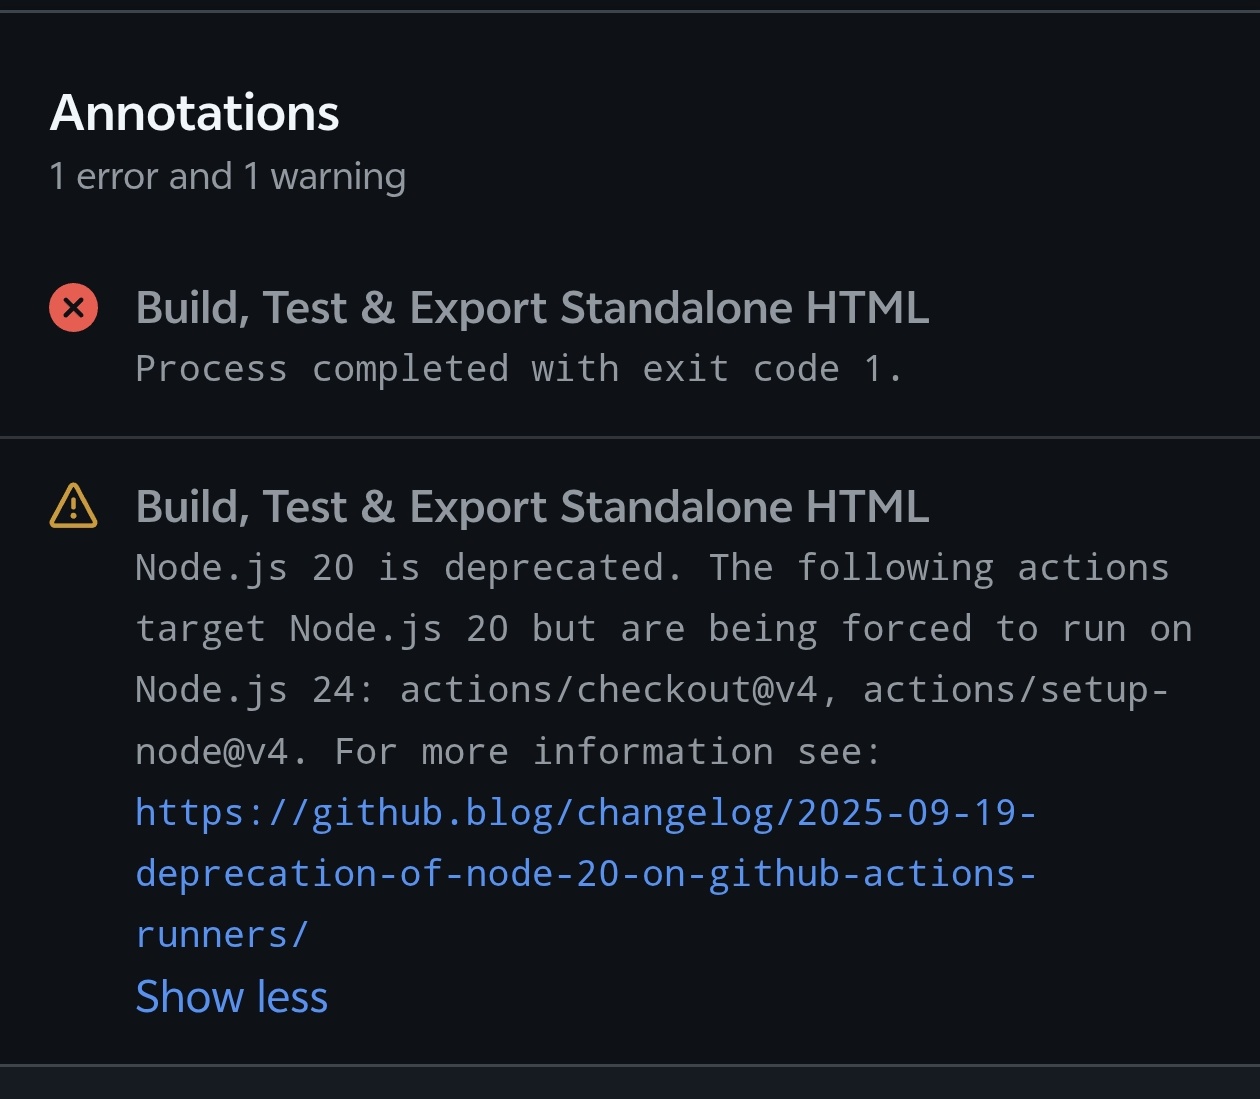 Annotations
1 error and 1 warning
Build, Test & Export Standalone HTML
Process completed with exit code 1.
Build, Test & Export Standalone HTML
Node.js 20 is deprecated. The following actions
target Node.js 20 but are being forced to run on
Node.js 24: actions/checkout@v4, actions/setup-
node@v4. For more information see:
https://github.blog/changelog/2025-09-19-
deprecation-of-node-20-on-github-actions-
runners/
Show less